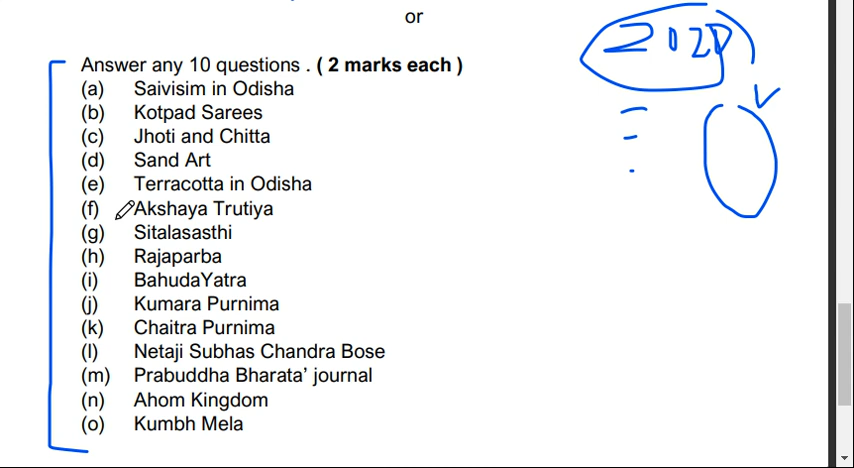 or
2020
Answer any 10 questions . ( 2 marks each )
(a) Saivisim in Odisha
(b) Kotpad Sarees
(c) Jhoti and Chitta
(d) Sand Art
(e) Terracotta in Odisha
(f) Akshaya Trutiya
(g) Sitalasasthi
(h) Rajaparba
(i) BahudaYatra
(j) Kumara Purnima
(k) Chaitra Purnima
(l) Netaji Subhas Chandra Bose
(m) Prabuddha Bharata’ journal
(n) Ahom Kingdom
(o) Kumbh Mela